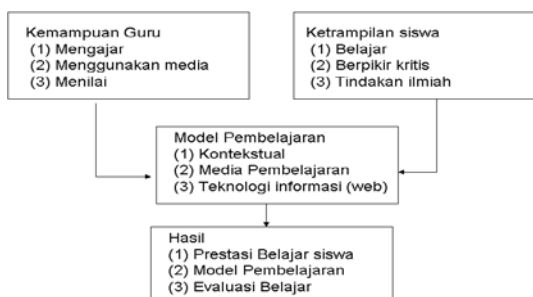 Kemampuan Guru
(1) Mengajar
(2) Menggunakan media
(3) Menilai
Ketrampilan siswa
(1) Belajar
(2) Berpikir kritis
(3) Tindakan ilmiah
Model Pembelajaran
(1) Kontekstual
(2) Media Pembelajaran
(3) Teknologi informasi (web)
Hasil
(1) Prestasi Belajar siswa
(2) Model Pembelajaran
(3) Evaluasi Belajar